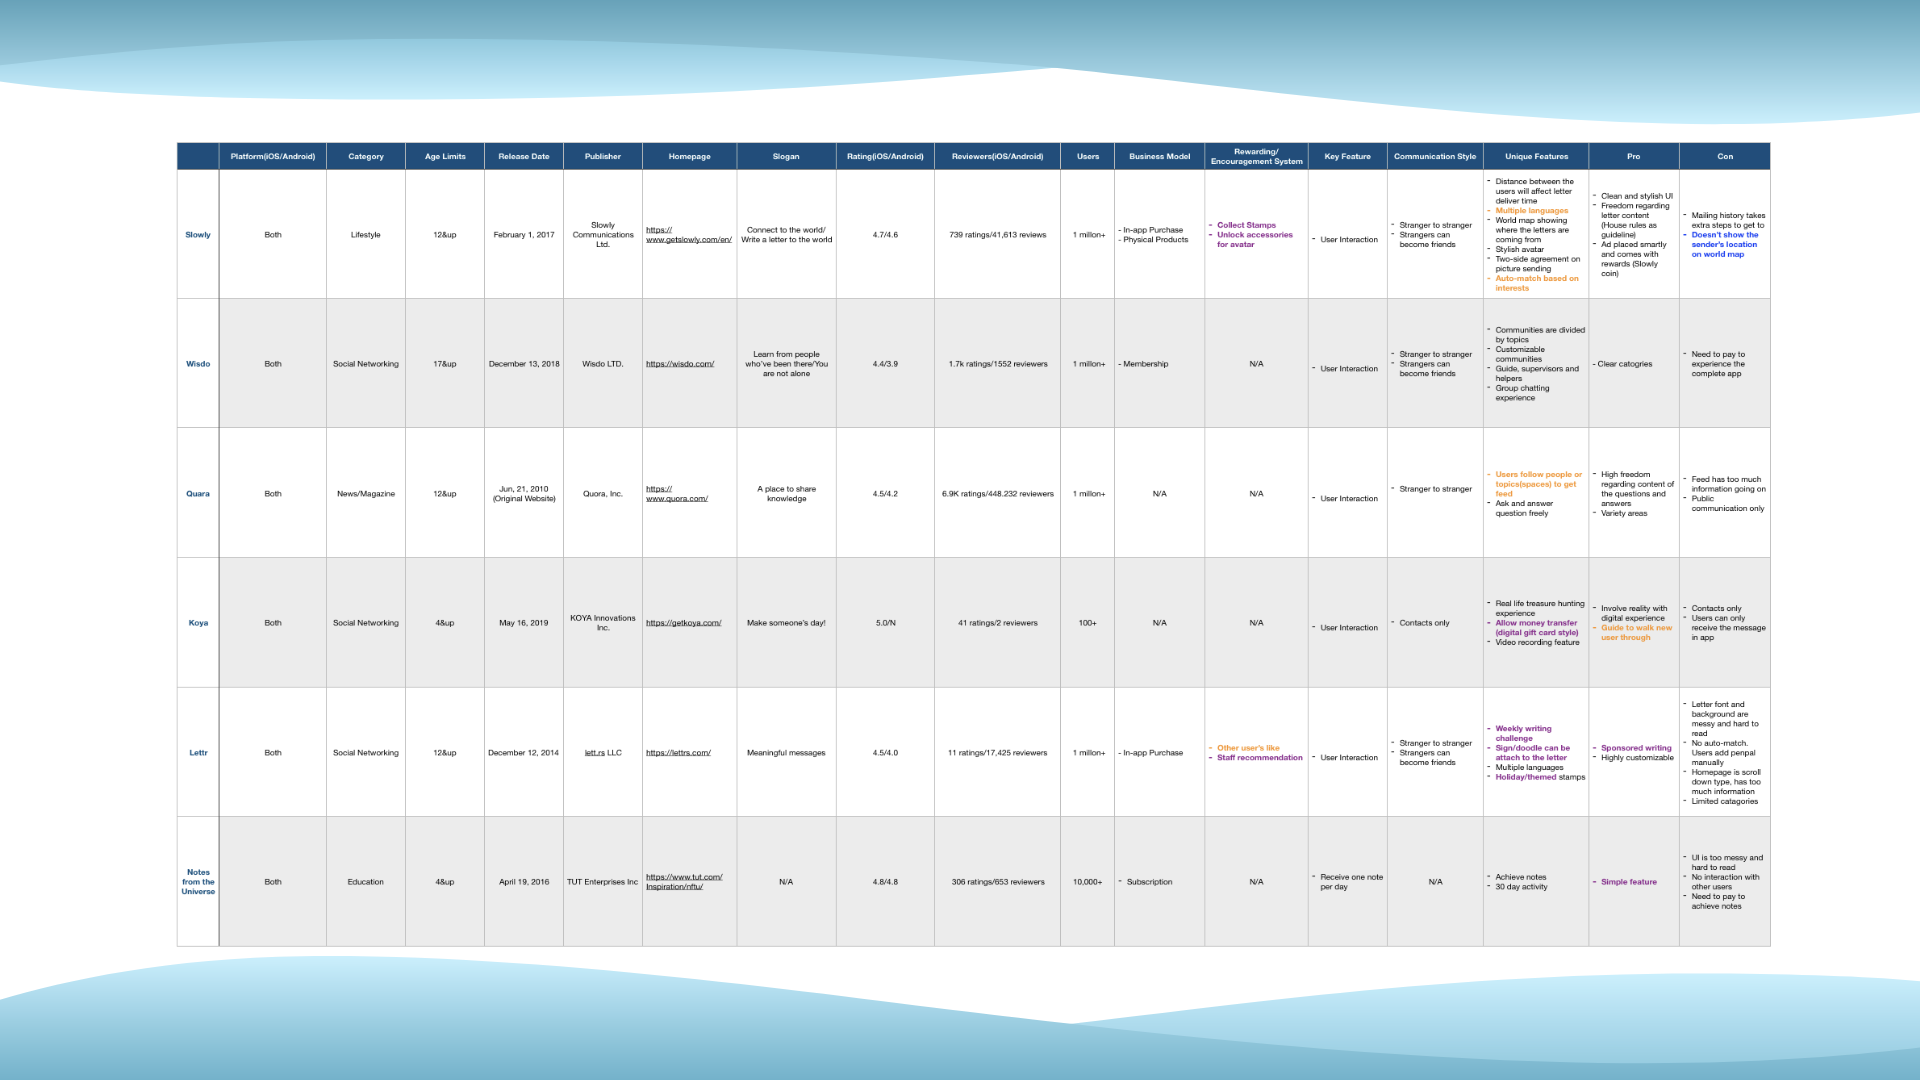 Platform(iOS/Android)
Category
Age Limits
Release Date
Publisher
Homepage
Slogan
Rating(iOS/Android)
Reviewers(iOS/Android)
Users
Business Model
Rewarding/
Encouragement System
Key Feature
Communication Style
Unique Features
Pro
Con
Slowly
Both
Lifestyle
12&up
February 1, 2017
Slowly
Communications
Ltd.
https://
www.getslowly.com/en/
Connect to the world/
Write a letter to the world
4.7/4.6
739 ratings/41,613 reviews
1 millon+
- In-app Purchase
- Physical Products
- Collect Stamps
- Unlock accessories
for avatar
- User Interaction
- Stranger to stranger
- Strangers can
become friends
- Distance between the
users will affect letter
deliver time
- Multiple languages
- World map showing
where the letters are
coming from
- Stylish avatar
- Two-side agreement on
picture sending
- Auto-match based on
interests
- Clean and stylish UI
- Freedom regarding
letter content
(House rules as
guideline)
- Ad placed smartly
and comes with
rewards (Slowly
coin)
- Mailing history takes
extra steps to get to
- Doesn't show the
sender's location
on world map
Wisdo
Both
Social Networking
17&up
December 13, 2018
Wisdo LTD.
https://wisdo.com/
Learn from people
who've been there/You
are not alone
4.4/3.9
1.7k ratings/1552 reviewers
1 millon+
- Membership
N/A
- User Interaction
- Stranger to stranger
- Strangers can
become friends
- Communities are divided
by topics
- Customizable
communities
- Guide, supervisors and
helpers
- Group chatting
experience
- Clear catogries
- Need to pay to
experience the
complete app
Quara
Both
News/Magazine
12&up
Jun, 21, 2010
(Original Website)
Quora, Inc.
https://
www.quora.com/
A place to share
knowledge
4.5/4.2
6.9K ratings/448.232 reviewers
1 millon+
N/A
N/A
- User Interaction
- Stranger to stranger
- Users follow people or
topics(spaces) to get
feed
- Ask and answer
question freely
- High freedom
regarding content of
the questions and
answers
- Variety areas
- Feed has too much
information going on
- Public
communication only
Koya
Both
Social Networking
4&up
May 16, 2019
KOYA Innovations
Inc.
https://getkoya.com/
Make someone's day!
5.0/N
41 ratings/2 reviewers
100+
N/A
N/A
- User Interaction
- Contacts only
- Real life treasure hunting
experience
- Allow money transfer
(digital gift card style)
- Video recording feature
- Involve reality with
digital experience
- Guide to walk new
user through
- Contacts only
- Users can only
receive the message
in app
Lettr
Both
Social Networking
12&up
December 12, 2014
lett.rs LLC
https://lettrs.com/
Meaningful messages
4.5/4.0
11 ratings/17,425 reviewers
1 millon+
- In-app Purchase
- Other user's like
- Staff recommendation
- User Interaction
- Stranger to stranger
- Strangers can
become friends
- Weekly writing
challenge
- Sign/doodle can be
attach to the letter
- Multiple languages
- Holiday/themed stamps
- Sponsored writing
- Highly customizable
- Letter font and
background are
messy and hard to
read
- No auto-match.
Users add penpal
manually
- Homepage is scroll
down type, has too
much information
- Limited catagories
Notes
from the
Universe
Both
Education
4&up
April 19, 2016
TUT Enterprises Inc
https://www.tut.com/
Inspiration/nftu/
N/A
4.8/4.8
306 ratings/653 reviewers
10,000+
- Subscription
N/A
- Receive one note
per day
N/A
- Achieve notes
- 30 day activity
- Simple feature
- UI is too messy and
hard to read
- No interaction with
other users
- Need to pay to
achieve notes